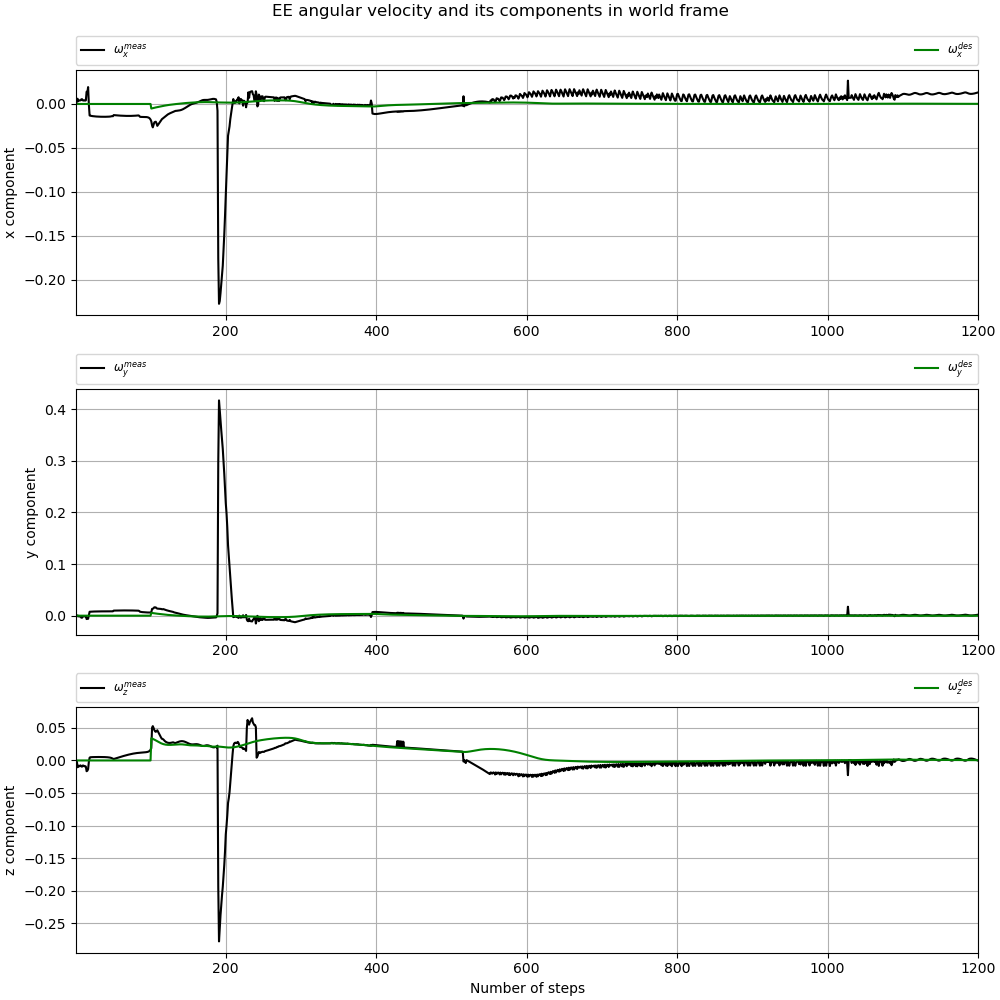 EE angular velocity and its components in world frame
ω_x^meas ω_x^des
0.00
−0.05
−0.10
−0.15
−0.20
x component
200 400 600 800 1000 1200
ω_y^meas ω_y^des
0.4
0.3
0.2
0.1
0.0
y component
200 400 600 800 1000 1200
ω_z^meas ω_z^des
0.05
0.00
−0.05
−0.10
−0.15
−0.20
−0.25
z component
200 400 600 800 1000 1200
Number of steps